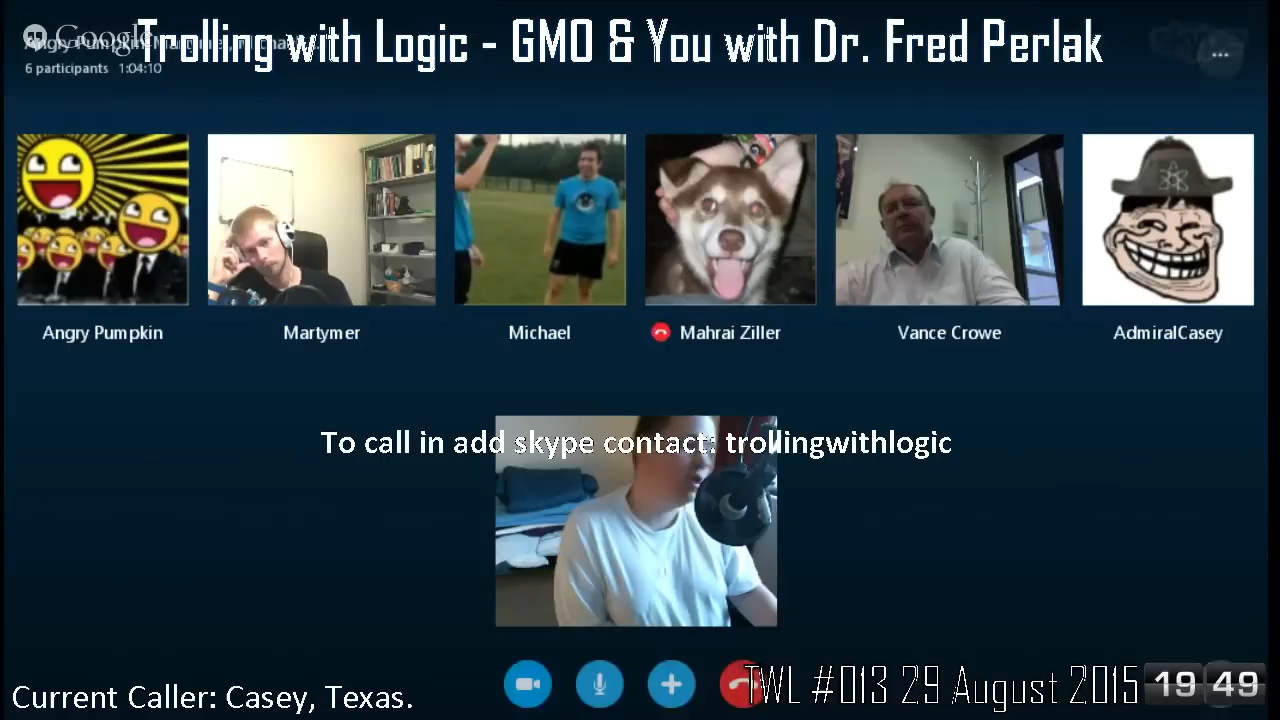 Google
Trolling with Logic - GMO & You with Dr. Fred Perlak
6 participants 1:04:10
Angry Pumpkin
Martymer
Michael
Mahrai Ziller
Vance Crowe
AdmiralCasey
To call in add skype contact: trollingwithlogic
Current Caller: Casey, Texas.
TWL #013 29 August 2015
19 49